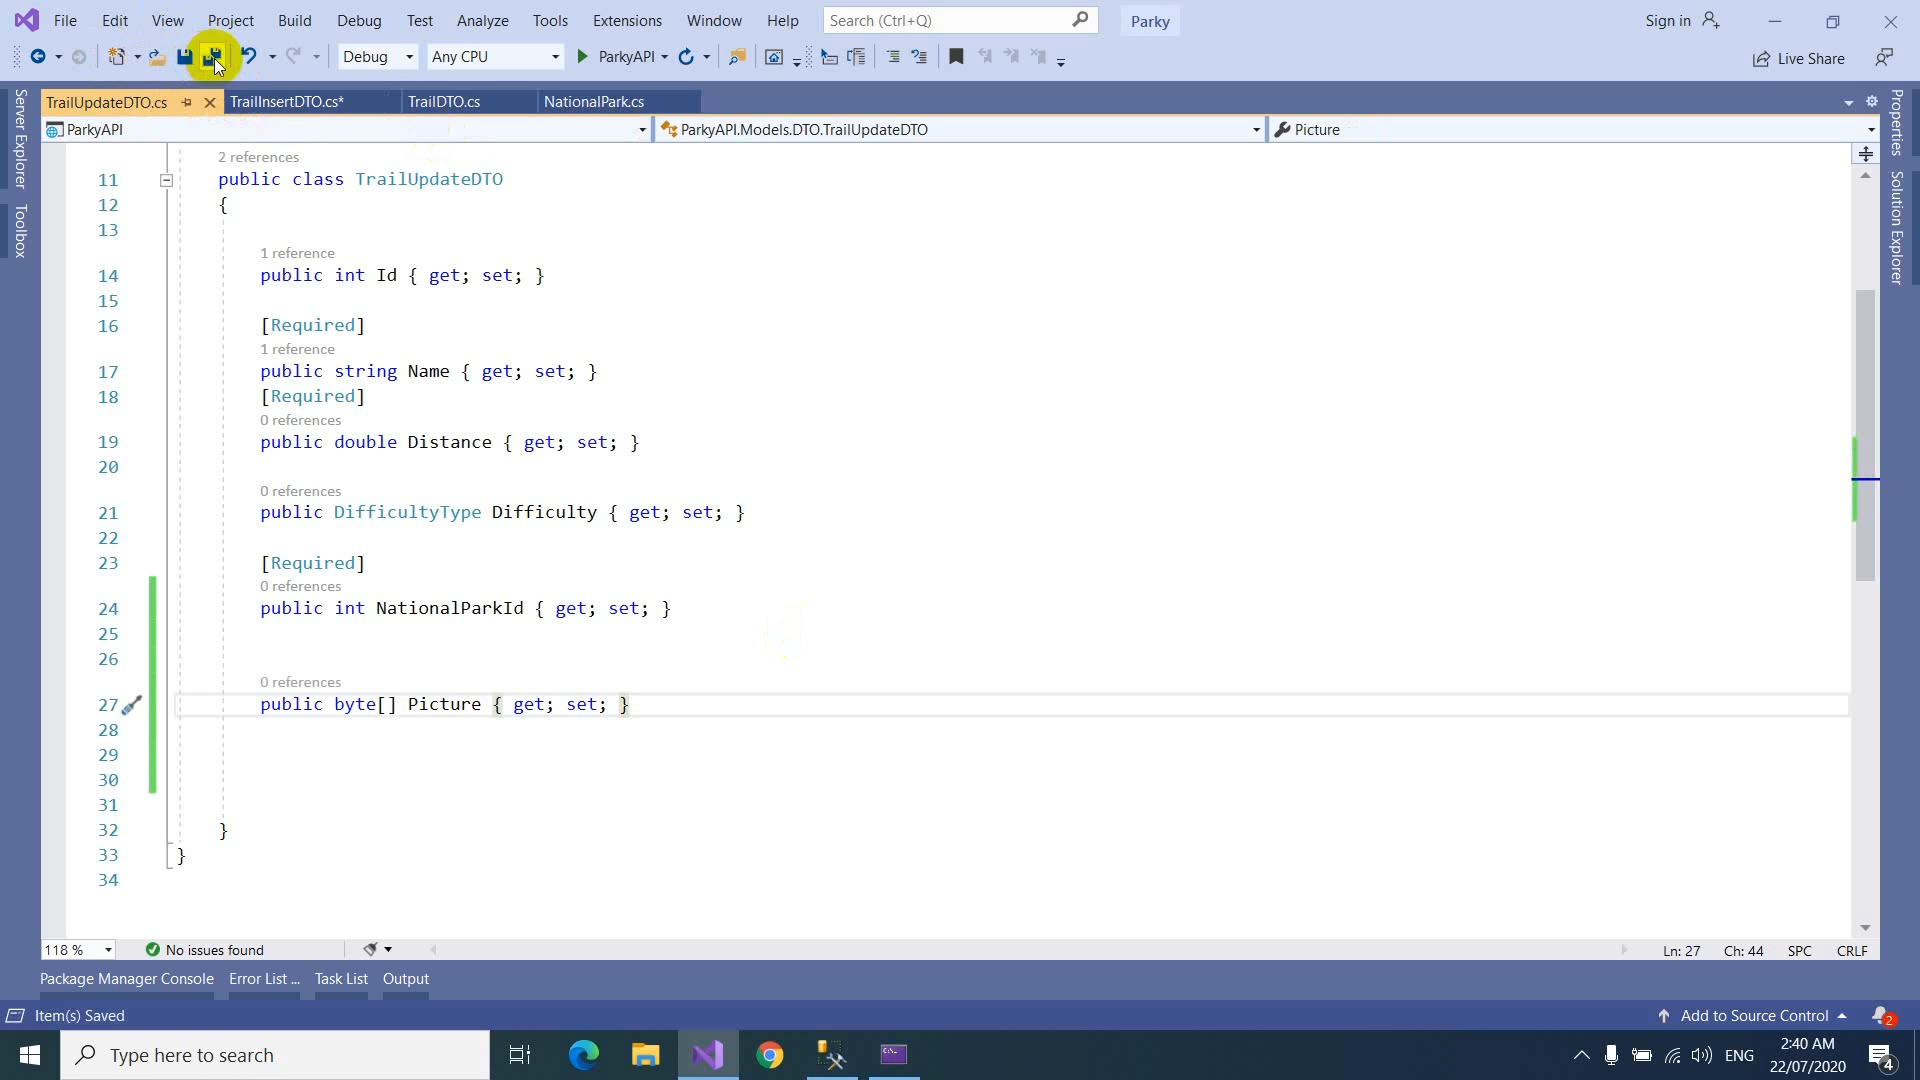 File Edit View Project Build Debug Test Analyze Tools Extensions Window Help Search (Ctrl+Q) Parky Sign in
Debug Any CPU ParkyAPI Live Share
TrailUpdateDTO.cs TrailInsertDTO.cs* TrailDTO.cs NationalPark.cs
ParkyAPI ParkyAPI.Models.DTO.TrailUpdateDTO Picture
Server Explorer
Toolbox
Properties
Solution Explorer
2 references
11 public class TrailUpdateDTO
12 {
13
1 reference
14 public int Id { get; set; }
15
16 [Required]
1 reference
17 public string Name { get; set; }
18 [Required]
0 references
19 public double Distance { get; set; }
20
0 references
21 public DifficultyType Difficulty { get; set; }
22
23 [Required]
0 references
24 public int NationalParkId { get; set; }
25
26
0 references
27 public byte[] Picture { get; set; }
28
29
30
31
32 }
33 }
34
118 % No issues found Ln: 27 Ch: 44 SPC CRLF
Package Manager Console Error List ... Task List Output
Item(s) Saved Add to Source Control 2
Type here to search ENG 2:40 AM
22/07/2020 4